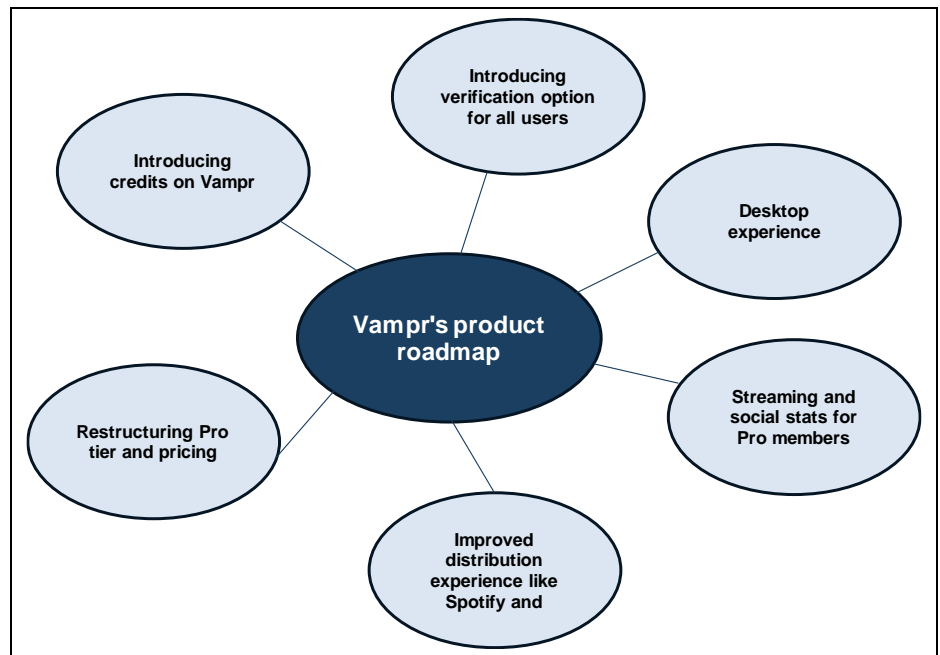 Introducing
verification option
for all users
Introducing
credits on Vampr
Desktop
experience
Vampr's product
roadmap
Streaming and
social stats for
Pro members
Restructuring Pro
tier and pricing
Improved
distribution
experience like
Spotify and